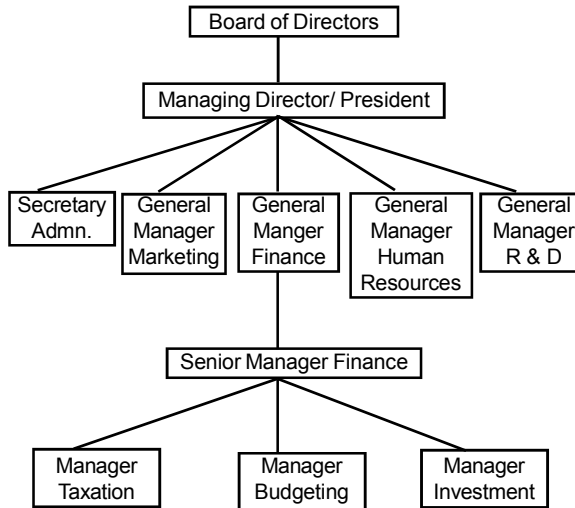 Board of Directors
Managing Director/ President
Secretary
Admn.
General
Manager
Marketing
General
Manger
Finance
General
Manager
Human
Resources
General
Manager
R & D
Senior Manager Finance
Manager
Taxation
Manager
Budgeting
Manager
Investment